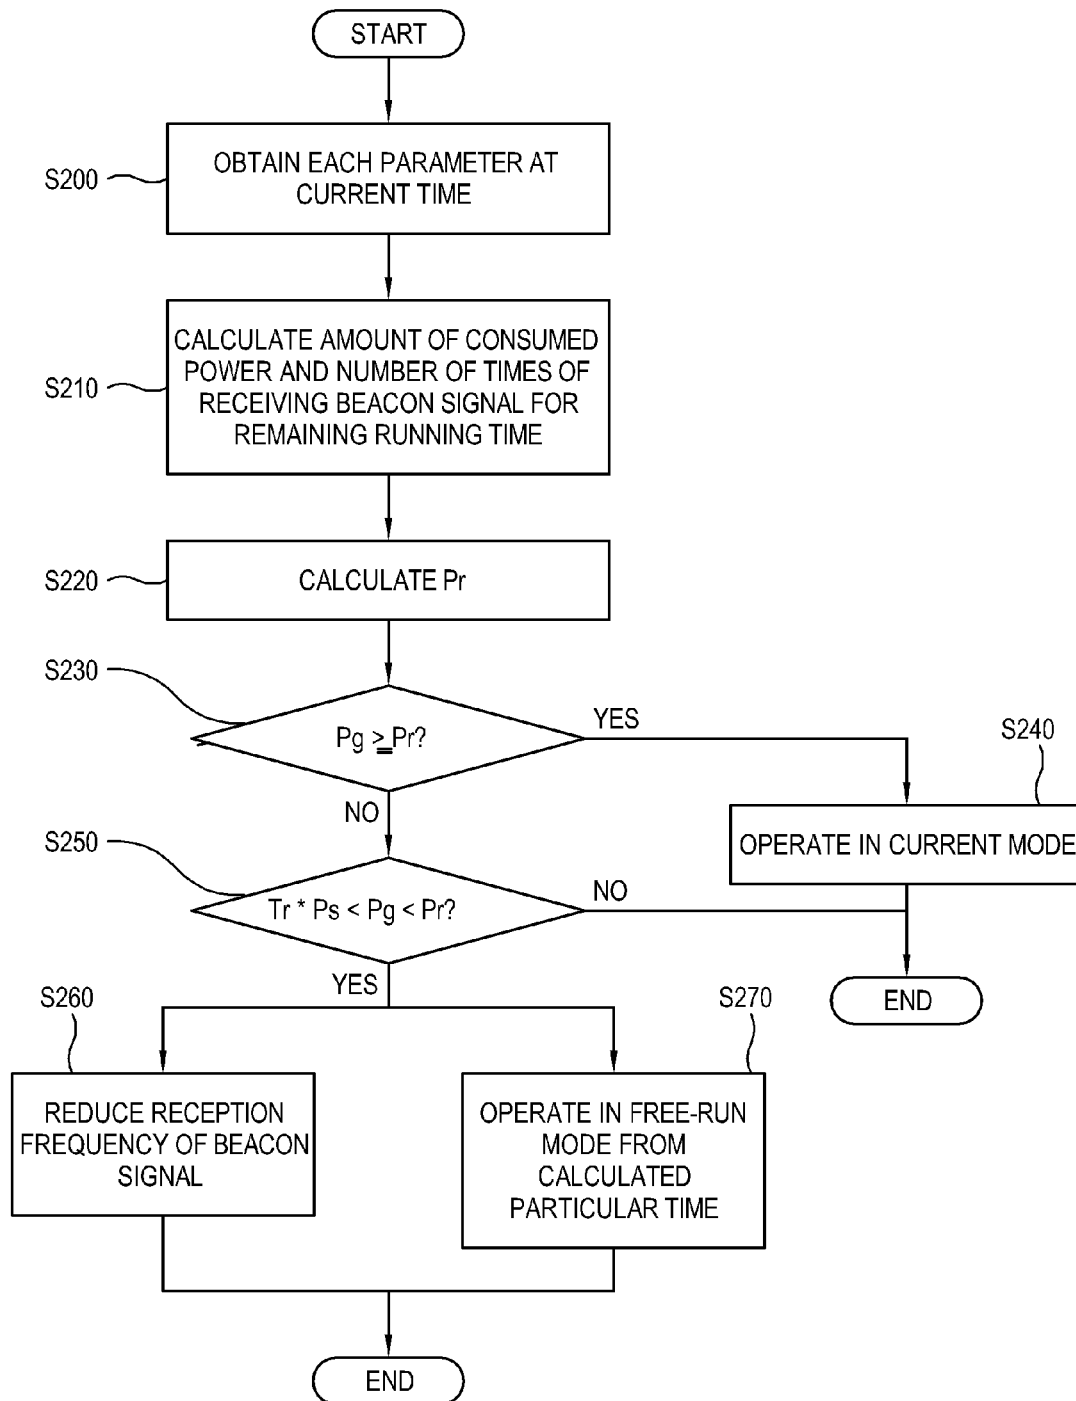 START
S200
OBTAIN EACH PARAMETER AT
CURRENT TIME
S210
CALCULATE AMOUNT OF CONSUMED
POWER AND NUMBER OF TIMES OF
RECEIVING BEACON SIGNAL FOR
REMAINING RUNNING TIME
S220
CALCULATE Pr
S230
Pg ≥ Pr?
YES
NO
S240
OPERATE IN CURRENT MODE
S250
Tr * Ps < Pg < Pr?
NO
YES
END
S260
REDUCE RECEPTION
FREQUENCY OF BEACON
SIGNAL
S270
OPERATE IN FREE-RUN
MODE FROM
CALCULATED
PARTICULAR TIME
END